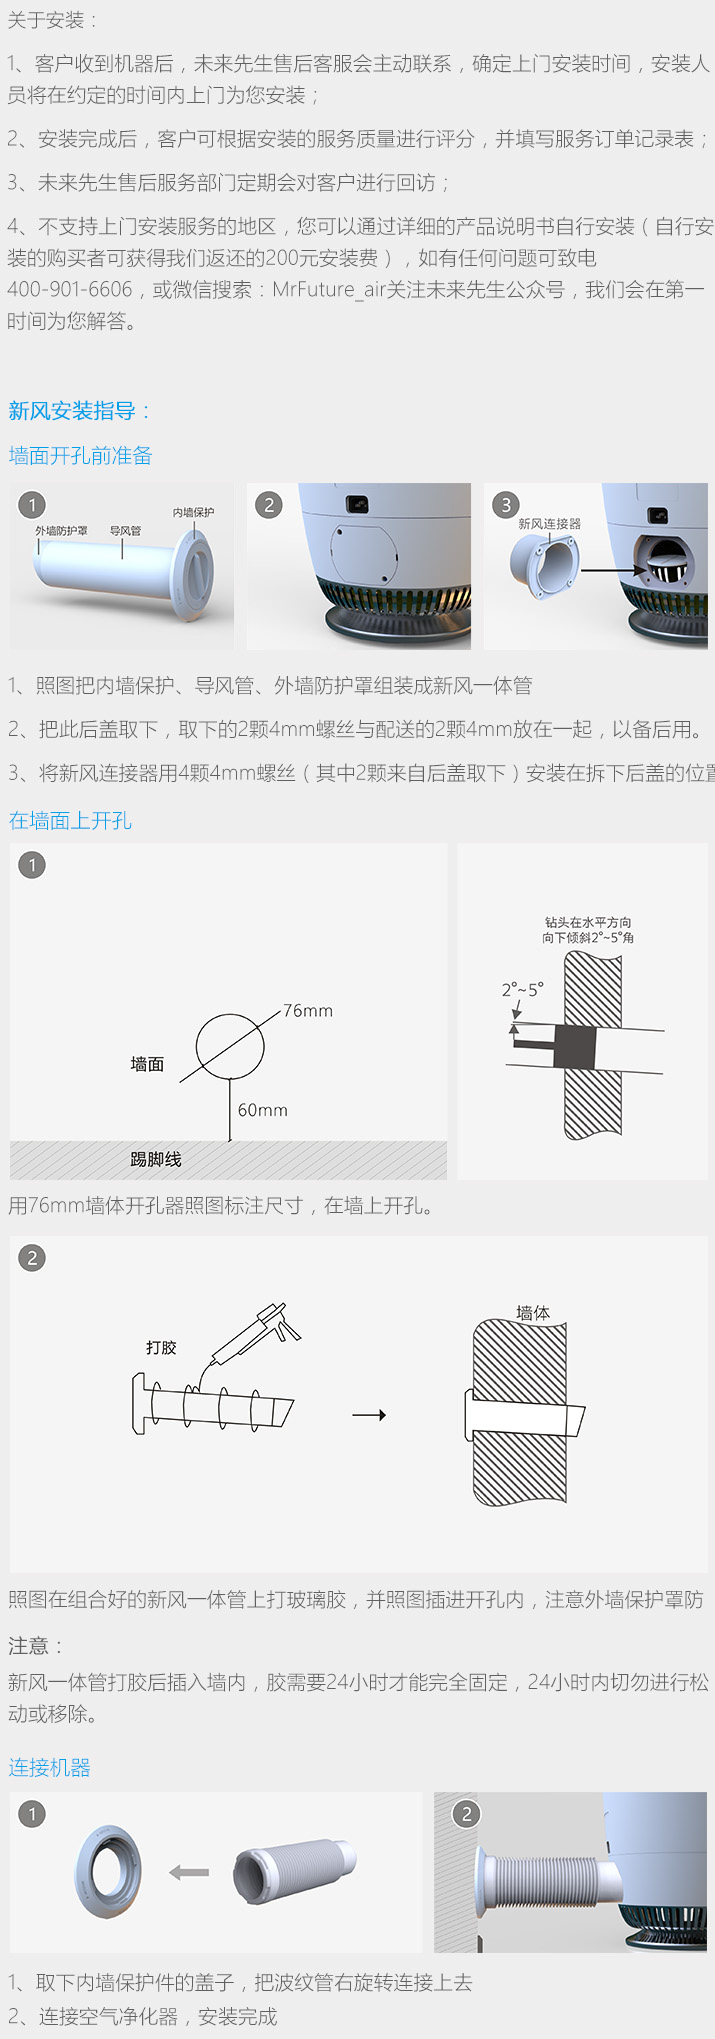 关于安装：
1、客户收到机器后，未来先生售后客服会主动联系，确定上门安装时间，安装人
员将在约定的时间内上门为您安装；
2、安装完成后，客户可根据安装的服务质量进行评分，并填写服务订单记录表；
3、未来先生售后服务部门定期会对客户进行回访；
4、不支持上门安装服务的地区，您可以通过详细的产品说明书自行安装（自行安
装的购买者可获得我们返还的200元安装费），如有任何问题可致电
400-901-6606，或微信搜索：MrFuture_air关注未来先生公众号，我们会在第一
时间为您解答。
新风安装指导：
墙面开孔前准备
1
外墙防护罩
导风管
内墙保护
2
3
新风连接器
1、照图把内墙保护、导风管、外墙防护罩组装成新风一体管
2、把此后盖取下，取下的2颗4mm螺丝与配送的2颗4mm放在一起，以备后用。
3、将新风连接器用4颗4mm螺丝（其中2颗来自后盖取下）安装在拆下后盖的位置
在墙面上开孔
1
76mm
墙面
60mm
踢脚线
钻头在水平方向
向下倾斜2°~5°角
2°~5°
用76mm墙体开孔器照图标注尺寸，在墙上开孔。
2
打胶
墙体
照图在组合好的新风一体管上打玻璃胶，并照图插进开孔内，注意外墙保护罩防
注意：
新风一体管打胶后插入墙内，胶需要24小时才能完全固定，24小时内切勿进行松
动或移除。
连接机器
1
2
1、取下内墙保护件的盖子，把波纹管右旋转连接上去
2、连接空气净化器，安装完成